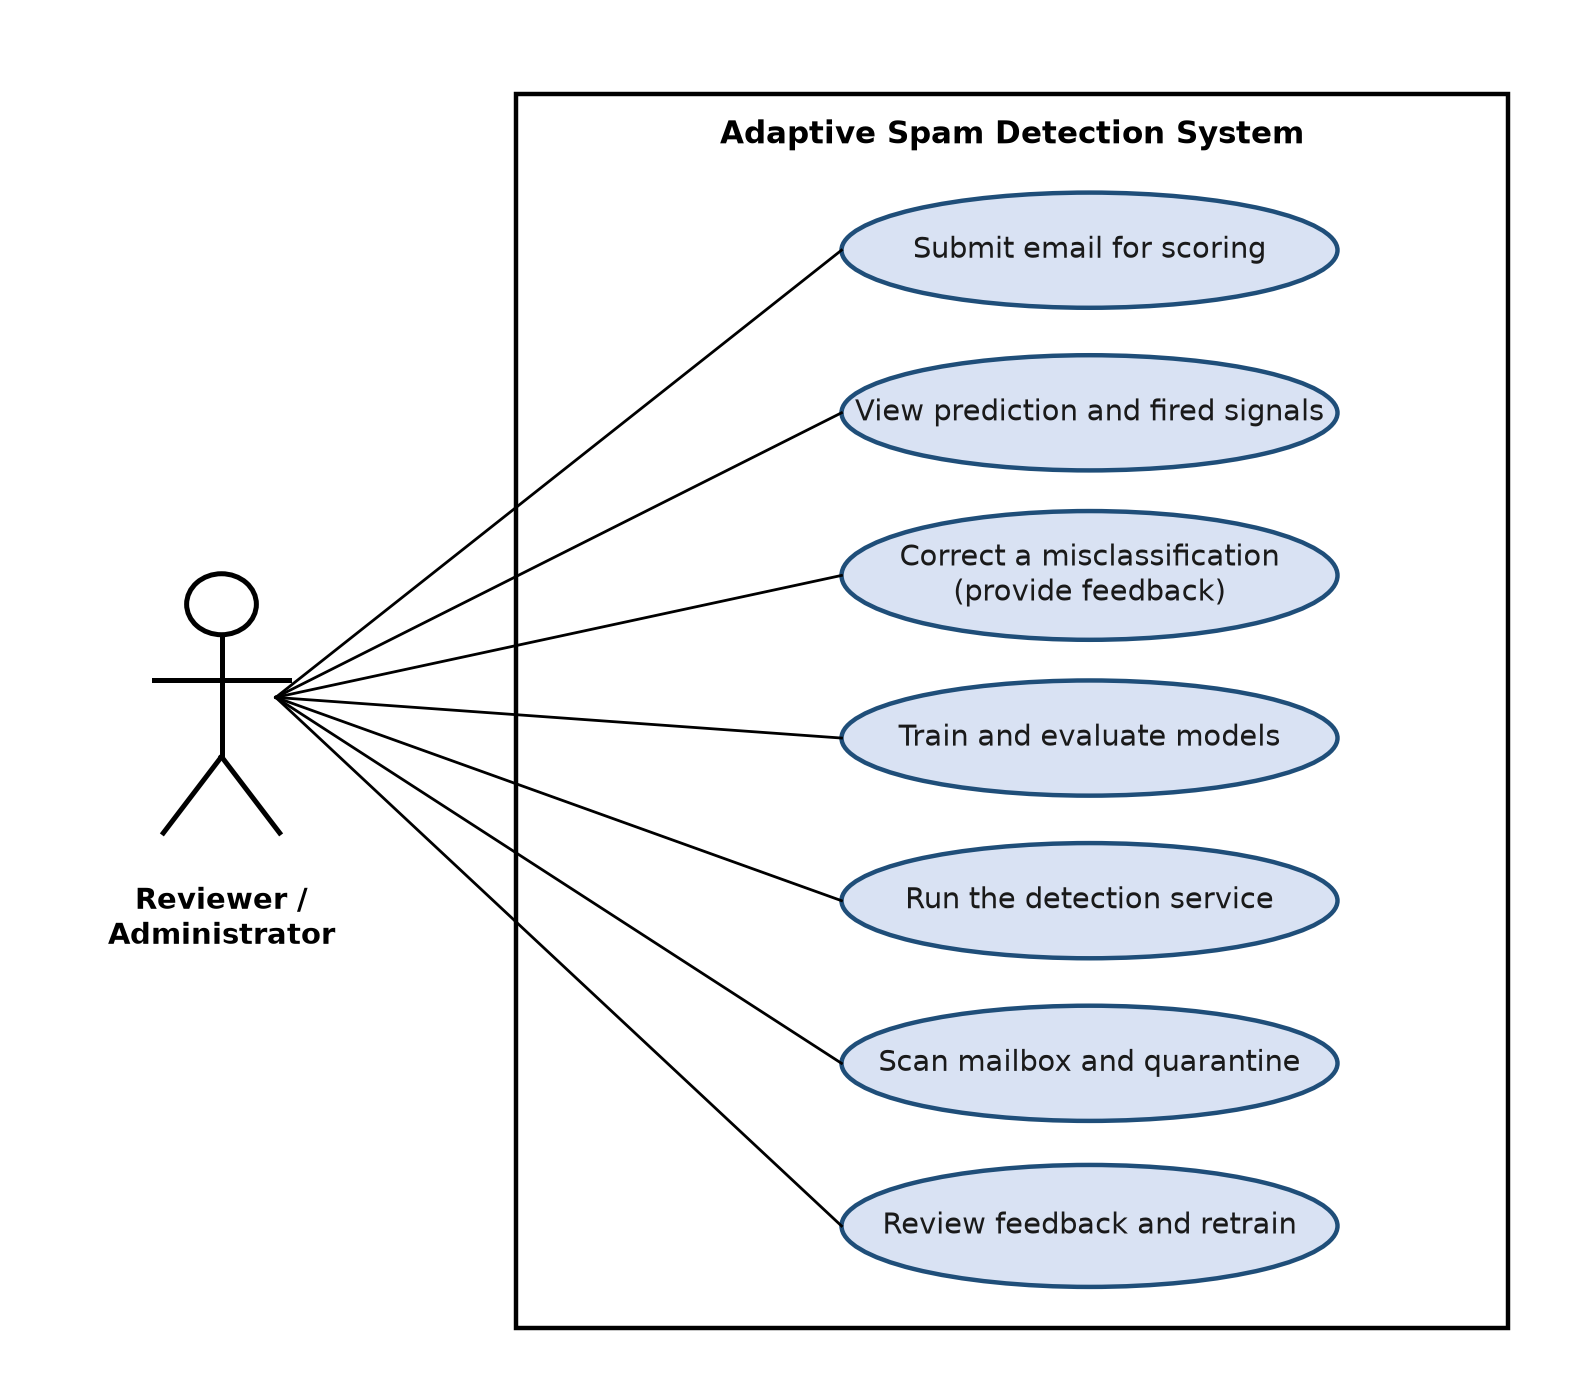 Adaptive Spam Detection System
Submit email for scoring
View prediction and fired signals
Correct a misclassification
(provide feedback)
Train and evaluate models
Run the detection service
Scan mailbox and quarantine
Review feedback and retrain
Reviewer /
Administrator